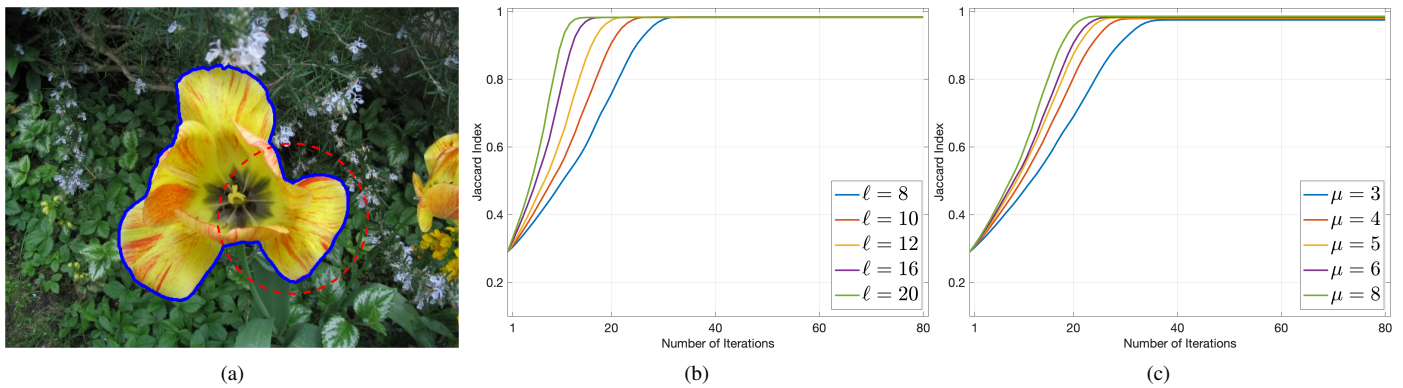 1
0.8
0.6
0.4
0.2
Jaccard Index
1
20
40
60
80
Number of Iterations
ℓ = 8
ℓ = 10
ℓ = 12
ℓ = 16
ℓ = 20
1
0.8
0.6
0.4
0.2
Jaccard Index
1
20
40
60
80
Number of Iterations
μ = 3
μ = 4
μ = 5
μ = 6
μ = 8
(a)
(b)
(c)